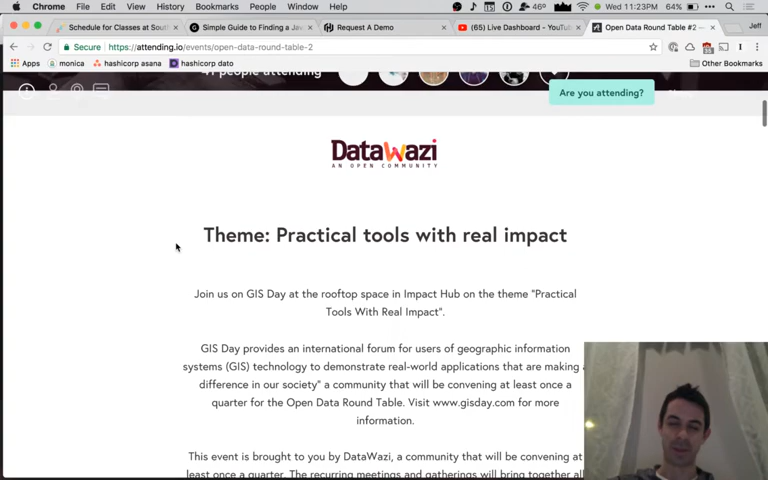 Chrome File Edit View History Bookmarks People Window Help 46° Wed 11:23PM 64%
Schedule for Classes at Sout
Simple Guide to Finding a Ja
Request A Demo
(65) Live Dashboard - YouTu
Open Data Round Table #2
Jeff
Secure https://attending.io/events/open-data-round-table-2
Apps monica hashicorp asana hashicorp dato Other Bookmarks
41 people attending
Are you attending?
DataWazi
AN OPEN COMMUNITY
Theme: Practical tools with real impact
Join us on GIS Day at the rooftop space in Impact Hub on the theme "Practical
Tools With Real Impact".
GIS Day provides an international forum for users of geographic information
systems (GIS) technology to demonstrate real-world applications that are making
difference in our society" a community that will be convening at least once a
quarter for the Open Data Round Table. Visit www.gisday.com for more
information.
This event is brought to you by DataWazi, a community that will be convening at
least once a quarter. The recurring meetings and gatherings will bring together all